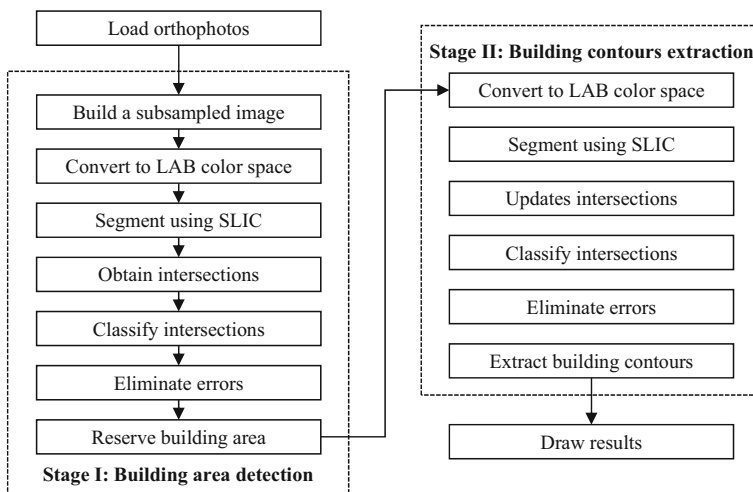 Load orthophotos
Build a subsampled image
Convert to LAB color space
Segment using SLIC
Obtain intersections
Classify intersections
Eliminate errors
Reserve building area
Stage I: Building area detection
Stage II: Building contours extraction
Convert to LAB color space
Segment using SLIC
Updates intersections
Classify intersections
Eliminate errors
Extract building contours
Draw results